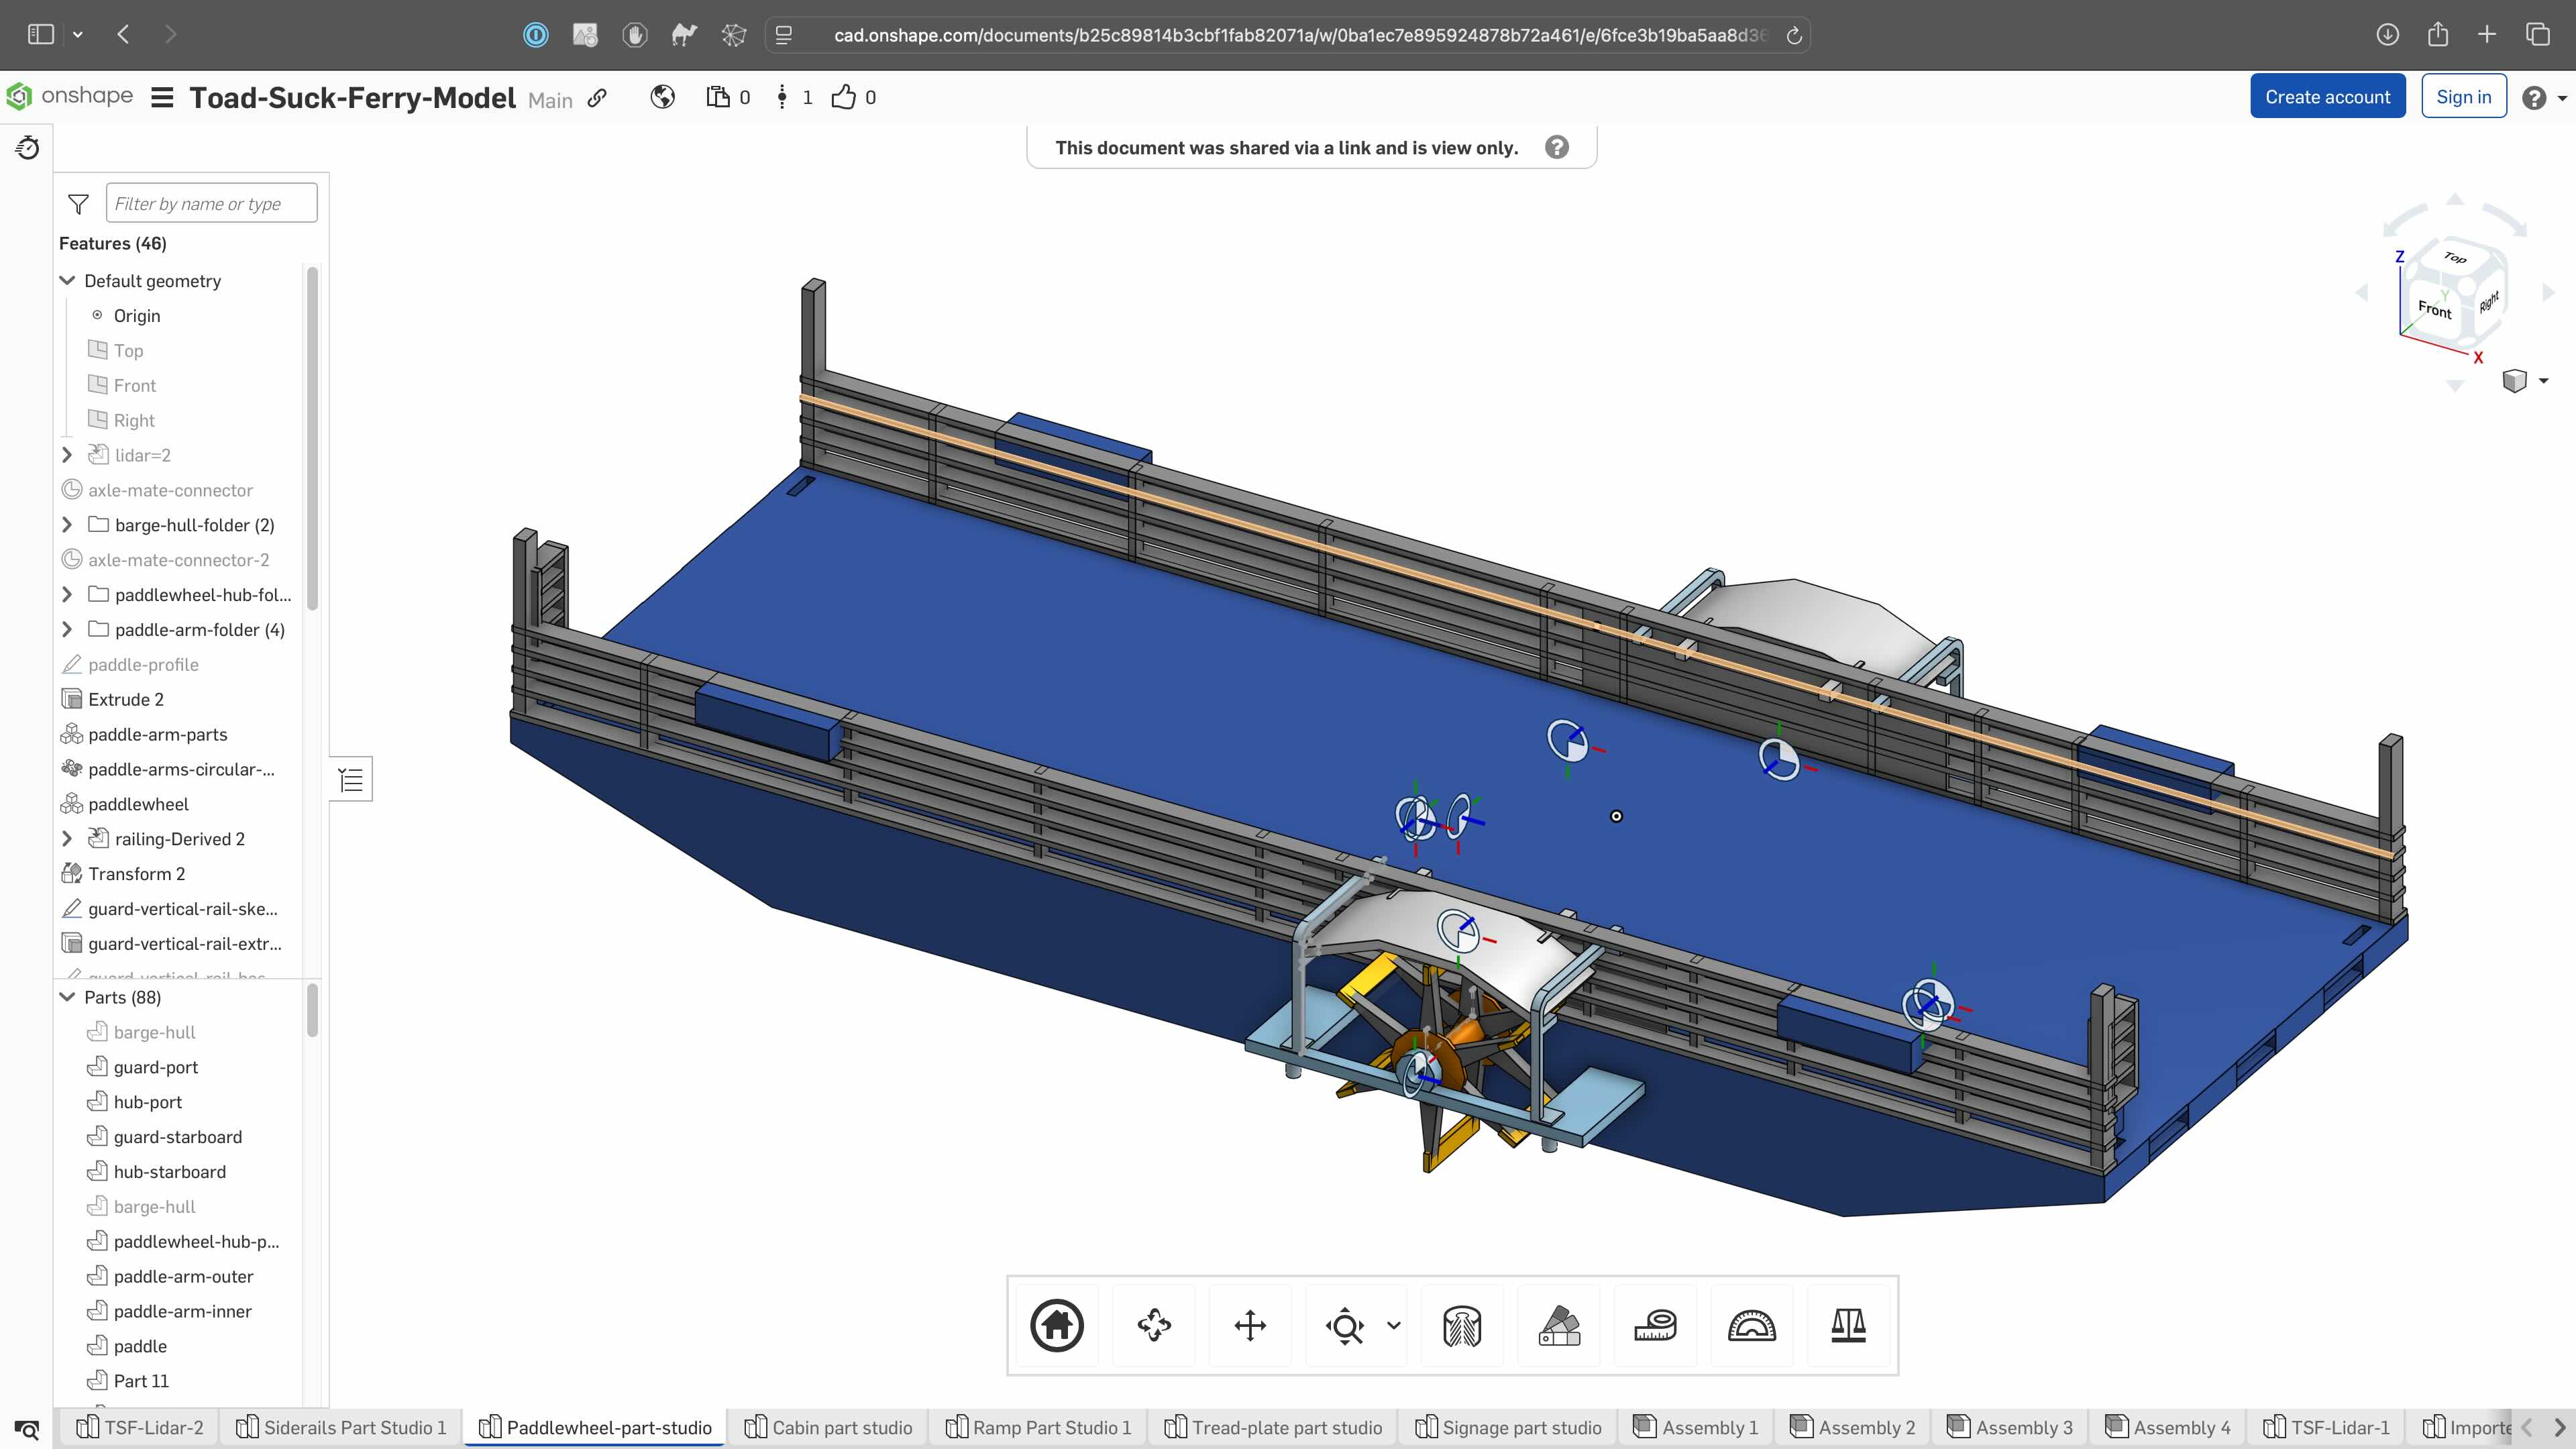 cad.onshape.com/documents/b25c89814b3cbf1fab82071a/w/0ba1ec7e895924878b72a461/e/6fce3b19ba5aa8d36
onshape Toad-Suck-Ferry-Model Main 0 1 0 Create account Sign in
This document was shared via a link and is view only.
Filter by name or type
Features (46)
Default geometry
Origin
Top
Front
Right
lidar=2
axle-mate-connector
barge-hull-folder (2)
axle-mate-connector-2
paddlewheel-hub-fol...
paddle-arm-folder (4)
paddle-profile
Extrude 2
paddle-arm-parts
paddle-arms-circular-...
paddlewheel
railing-Derived 2
Transform 2
guard-vertical-rail-ske...
guard-vertical-rail-extr...
Parts (88)
barge-hull
guard-port
hub-port
guard-starboard
hub-starboard
barge-hull
paddlewheel-hub-p...
paddle-arm-outer
paddle-arm-inner
paddle
Part 11
Z
Top
Y
Front
Right
X
TSF-Lidar-2 Siderails Part Studio 1 Paddlewheel-part-studio Cabin part studio Ramp Part Studio 1 Tread-plate part studio Signage part studio Assembly 1 Assembly 2 Assembly 3 Assembly 4 TSF-Lidar-1 Importe